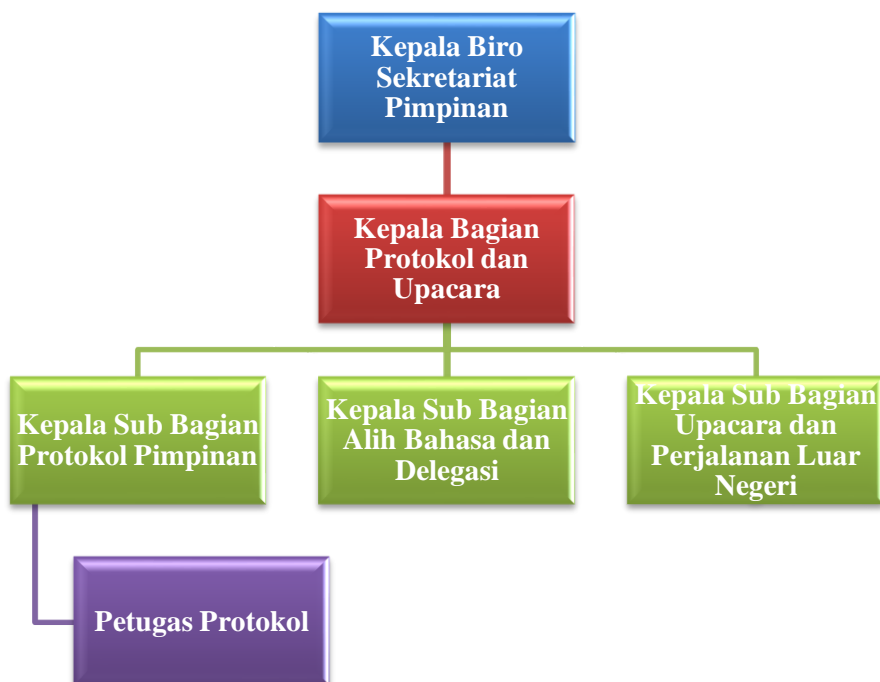 Kepala Biro
Sekretariat
Pimpinan
Kepala Bagian
Protokol dan
Upacara
Kepala Sub Bagian
Protokol Pimpinan
Kepala Sub Bagian
Alih Bahasa dan
Delegasi
Kepala Sub Bagian
Upacara dan
Perjalanan Luar
Negeri
Petugas Protokol